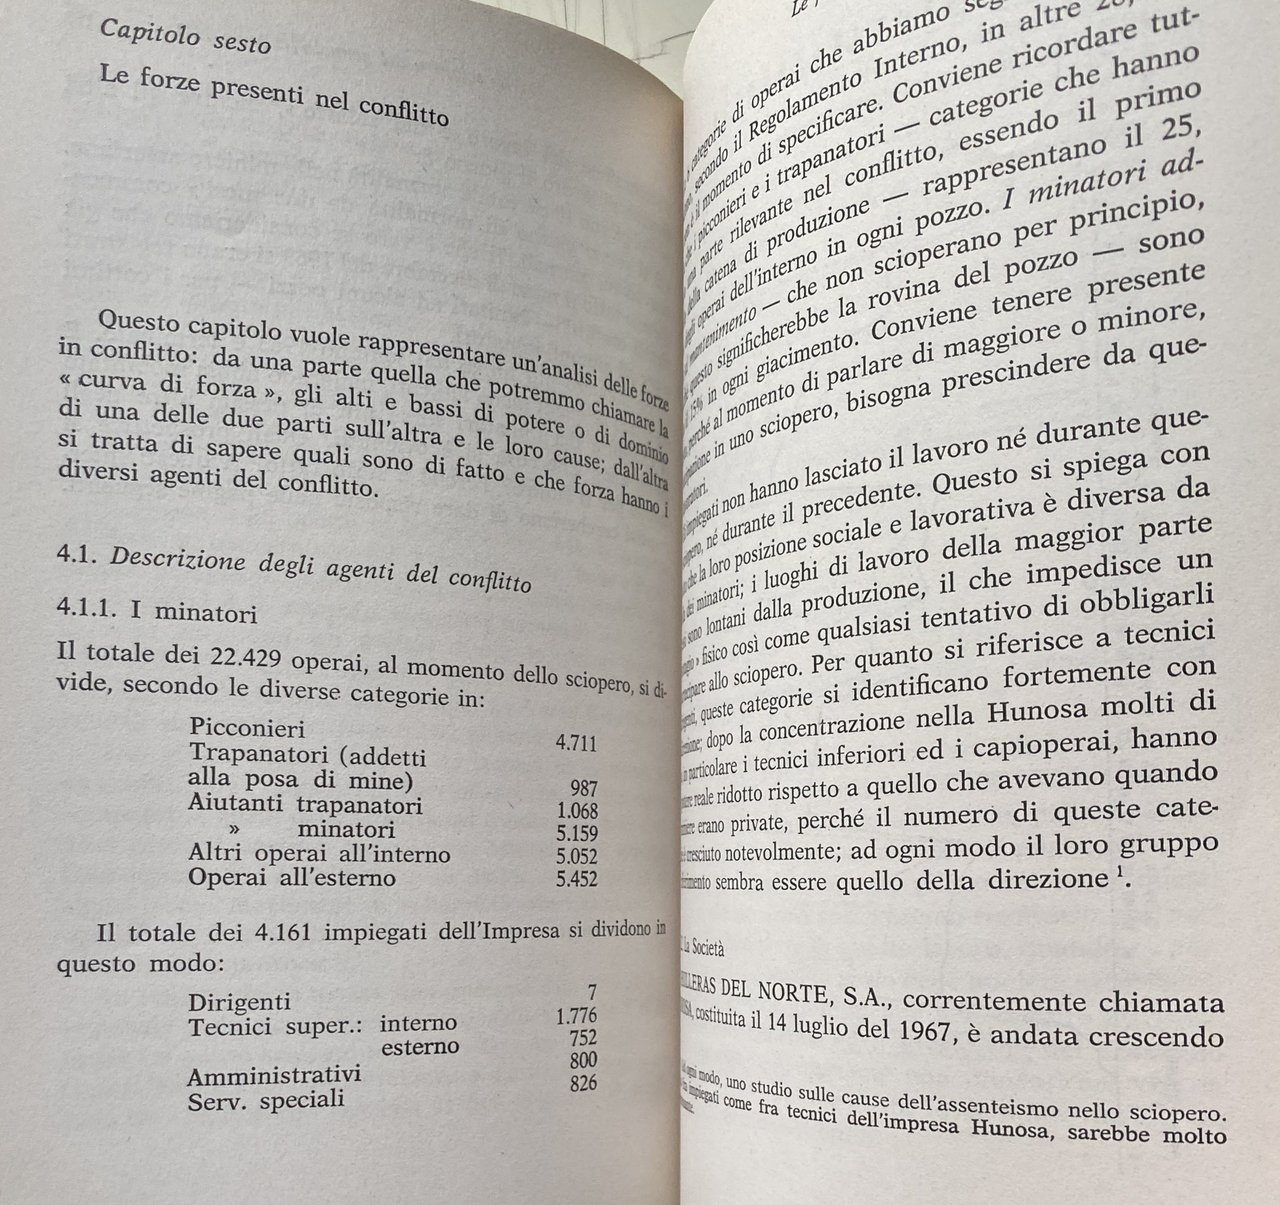 Capitolo sesto
Le forze presenti nel conflitto
Questo capitolo vuole rappresentare un'analisi delle forze
in conflitto: da una parte quella che potremmo chiamare la
« curva di forza », gli alti e bassi di potere o di dominio
di una delle due parti sull'altra e le loro cause; dall'altra
si tratta di sapere quali sono di fatto e che forza hanno i
diversi agenti del conflitto.
4.1. Descrizione degli agenti del conflitto
4.1.1. I minatori
Il totale dei 22.429 operai, al momento dello sciopero, si di-
vide, secondo le diverse categorie in:
Picconieri 4.711
Trapanatori (addetti
alla posa di mine) 987
Aiutanti trapanatori 1.068
» minatori 5.159
Altri operai all'interno 5.052
Operai all'esterno 5.452
Il totale dei 4.161 impiegati dell'Impresa si dividono in
questo modo:
Dirigenti 7
Tecnici super.: interno 1.776
esterno 752
Amministrativi 800
Serv. speciali 826
Le
categorie di operai che abbiamo
secondo il Regolamento Interno, in altre
il momento di specificare. Conviene ricordare tut-
i picconieri e i trapanatori — categorie che hanno
una parte rilevante nel conflitto, essendo il primo
della catena di produzione — rappresentano il 25,
operai dell'interno in ogni pozzo. I minatori ad-
mantenimento — che non scioperano per principio,
questo significherebbe la rovina del pozzo — sono
15% in ogni giacimento. Conviene tenere presente
perché al momento di parlare di maggiore o minore,
in uno sciopero, bisogna prescindere da que-
impiegati non hanno lasciato il lavoro né durante que-
né durante il precedente. Questo si spiega con
che la loro posizione sociale e lavorativa è diversa da
dei minatori; i luoghi di lavoro della maggior parte
sono lontani dalla produzione, il che impedisce un
fisico così come qualsiasi tentativo di obbligarli
allo sciopero. Per quanto si riferisce a tecnici
queste categorie si identificano fortemente con
dopo la concentrazione nella Hunosa molti di
particolare i tecnici inferiori ed i capioperai, hanno
reale ridotto rispetto a quello che avevano quando
erano private, perché il numero di queste cate-
cresciuto notevolmente; ad ogni modo il loro gruppo
sembra essere quello della direzione ¹.
La Società
DEL NORTE, S.A., correntemente chiamata
costituita il 14 luglio del 1967, è andata crescendo
ogni modo, uno studio sulle cause dell'assenteismo nello sciopero.
impiegati come fra tecnici dell'impresa Hunosa, sarebbe molto